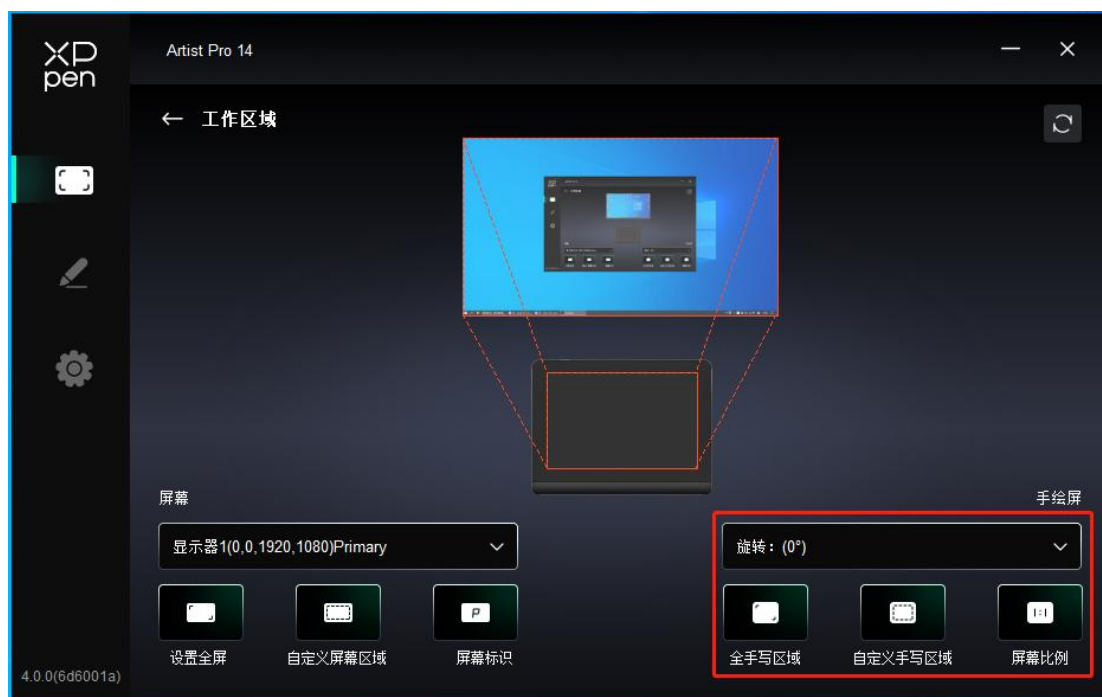 XP
pen
Artist Pro 14
工作区域
屏幕
手绘屏
显示器1(0,0,1920,1080)Primary
旋转：(0°)
P
1:1
设置全屏
自定义屏幕区域
屏幕标识
全手写区域
自定义手写区域
屏幕比例
4.0.0(6d6001a)